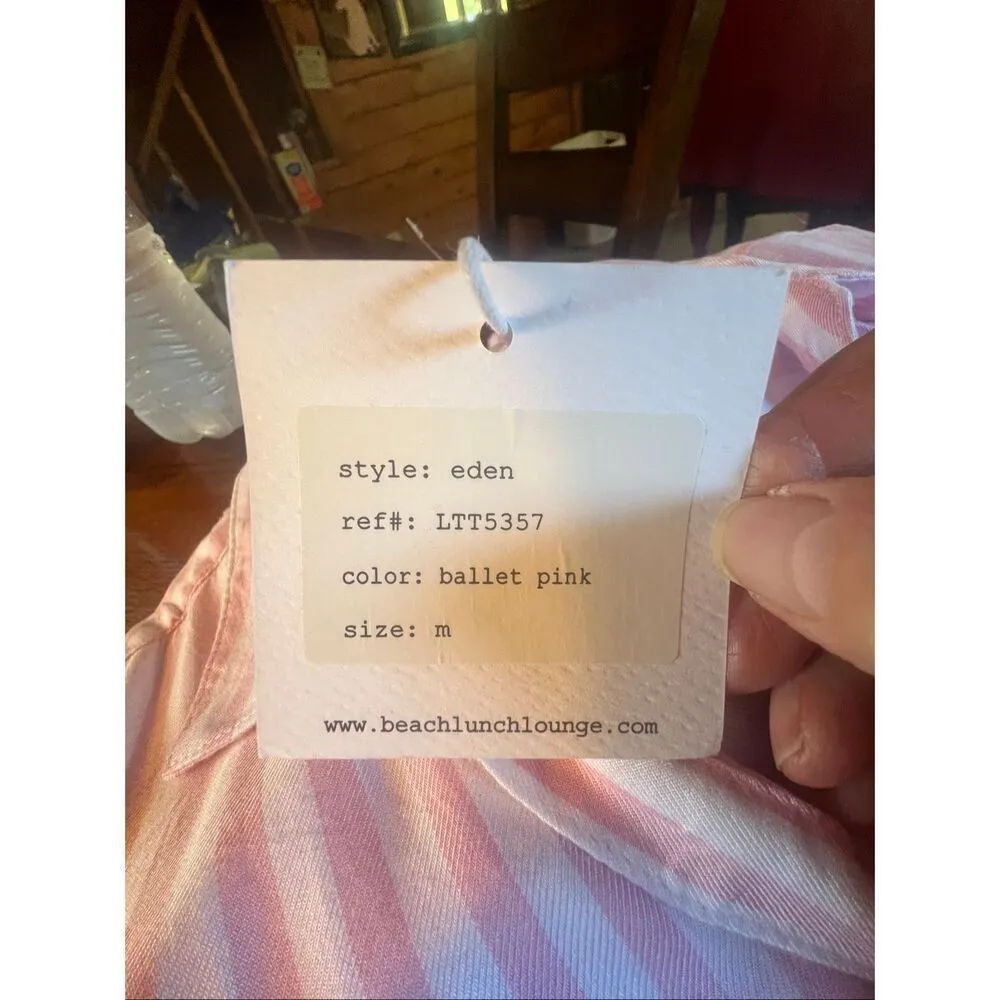 style: eden
ref#: LTT5357
color: ballet pink
size: m
www.beachlunchlounge.com